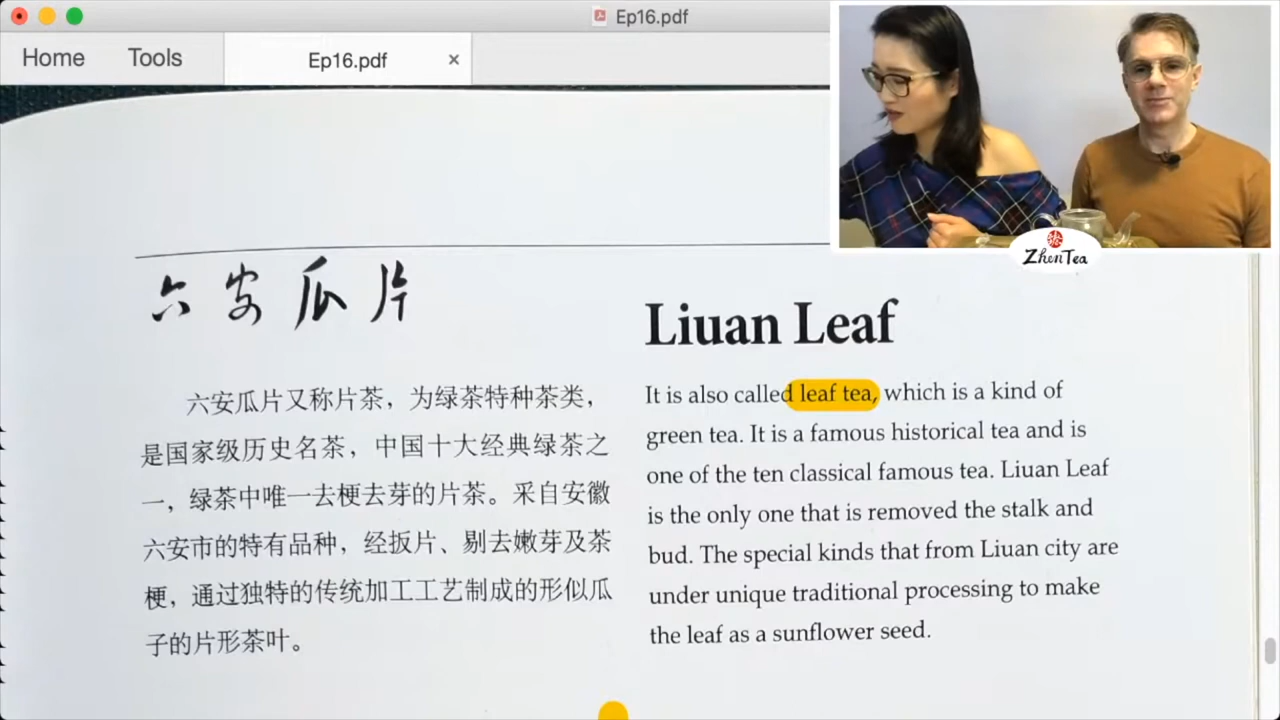 Ep16.pdf
Home
Tools
Ep16.pdf
×
ZhenTea
六安瓜片
六安瓜片又称片茶，为绿茶特种茶类，
是国家级历史名茶，中国十大经典绿茶之
一，绿茶中唯一去梗去芽的片茶。采自安徽
六安市的特有品种，经扳片、剔去嫩芽及茶
梗，通过独特的传统加工工艺制成的形似瓜
子的片形茶叶。
Liuan Leaf
It is also called leaf tea, which is a kind of
green tea. It is a famous historical tea and is
one of the ten classical famous tea. Liuan Leaf
is the only one that is removed the stalk and
bud. The special kinds that from Liuan city are
under unique traditional processing to make
the leaf as a sunflower seed.